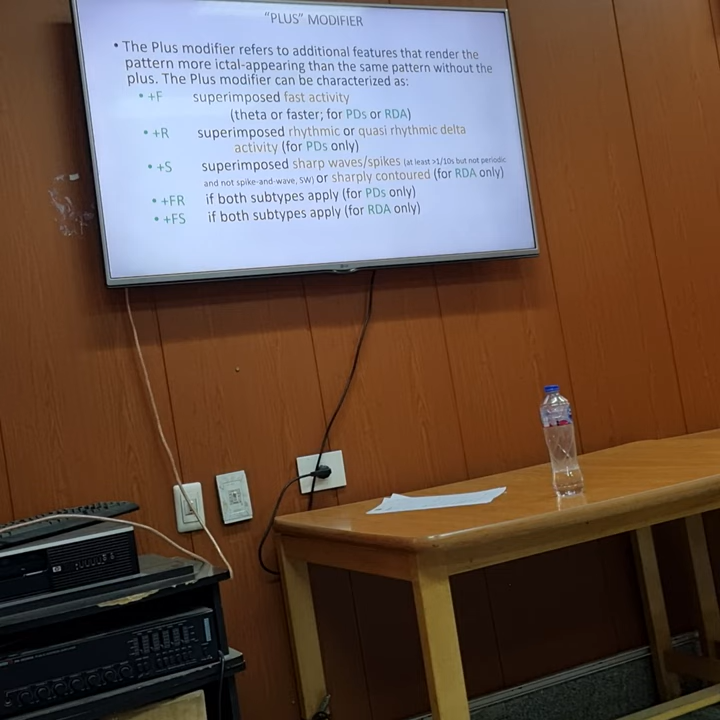 "PLUS" MODIFIER
• The Plus modifier refers to additional features that render the
pattern more ictal-appearing than the same pattern without the
plus. The Plus modifier can be characterized as:
• +F superimposed fast activity
(theta or faster; for PDs or RDA)
• +R superimposed rhythmic or quasi rhythmic delta
activity (for PDs only)
• +S superimposed sharp waves/spikes (at least >1/10s but not periodic
and not spike-and-wave, SW) or sharply contoured (for RDA only)
• +FR if both subtypes apply (for PDs only)
• +FS if both subtypes apply (for RDA only)
LG
hp